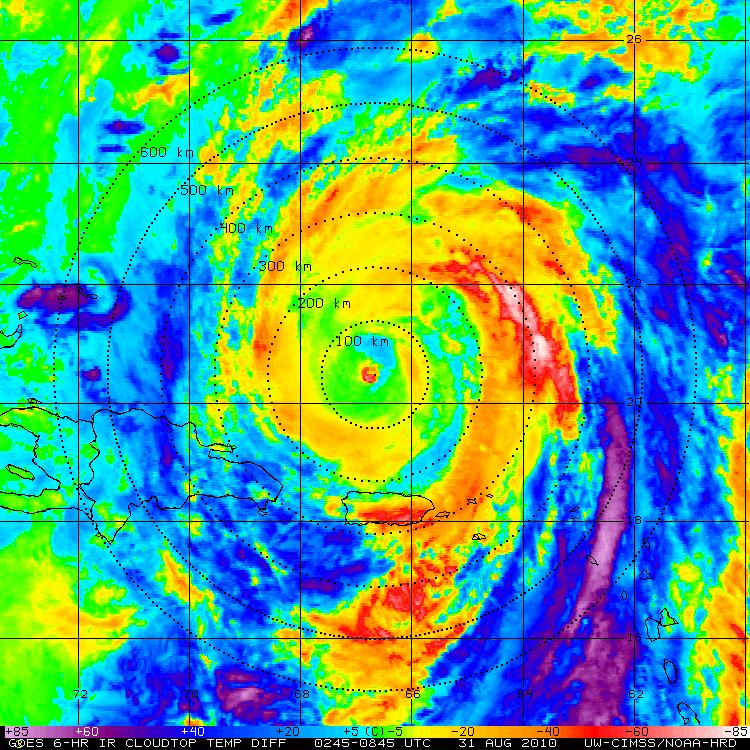 26
24
600 km
500 km
400 km
300 km
22
200 km
100 km
20
18
16
72 70 68 66 64 62
+85 +60 +40 +20 +5 (C) -5 -20 -40 -60 -85
GOES 6-HR IR CLOUDTOP TEMP DIFF 0245-0845 UTC 31 AUG 2010 UW-CIMSS/NOAA-HRD